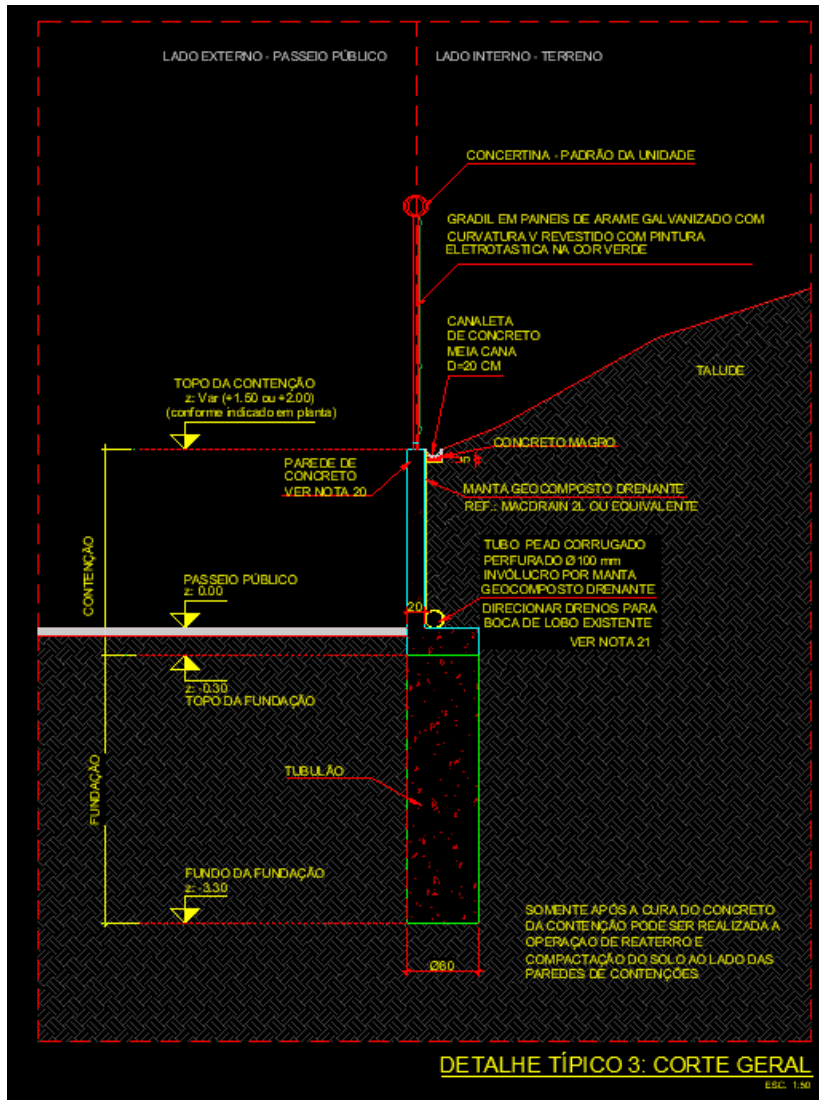 LADO EXTERNO - PASSEIO PÚBLICO
LADO INTERNO - TERRENO
CONCERTINA - PADRÃO DA UNIDADE
GRADIL EM PAINEIS DE ARAME GALVANIZADO COM
CURVATURA V REVESTIDO COM PINTURA
ELETROTASTICA NA COR VERDE
CANALETA
DE CONCRETO
MEIA CANA
D=20 CM
TALUDE
TOPO DA CONTENÇÃO
z: Var (+1.50 ou +2.00)
(conforme indicado em planta)
CONCRETO MAGRO
PAREDE DE
CONCRETO
VER NOTA 20
MANTA GEOCOMPOSTO DRENANTE
REF.: MACDRAIN 2L OU EQUIVALENTE
TUBO PEAD CORRUGADO
PERFURADO Ø100 mm
INVÓLUCRO POR MANTA
GEOCOMPOSTO DRENANTE
DIRECIONAR DRENOS PARA
BOCA DE LOBO EXISTENTE
VER NOTA 21
CONTENÇÃO
PASSEIO PÚBLICO
z: 0.00
20
z: -0.30
TOPO DA FUNDAÇÃO
FUNDAÇÃO
TUBULÃO
FUNDO DA FUNDAÇÃO
z: -3.30
Ø80
SOMENTE APÓS A CURA DO CONCRETO
DA CONTENÇÃO PODE SER REALIZADA A
OPERAÇAO DE REATERRO E
COMPACTAÇÃO DO SOLO AO LADO DAS
PAREDES DE CONTENÇÕES.
DETALHE TÍPICO 3: CORTE GERAL
ESC. 1:50